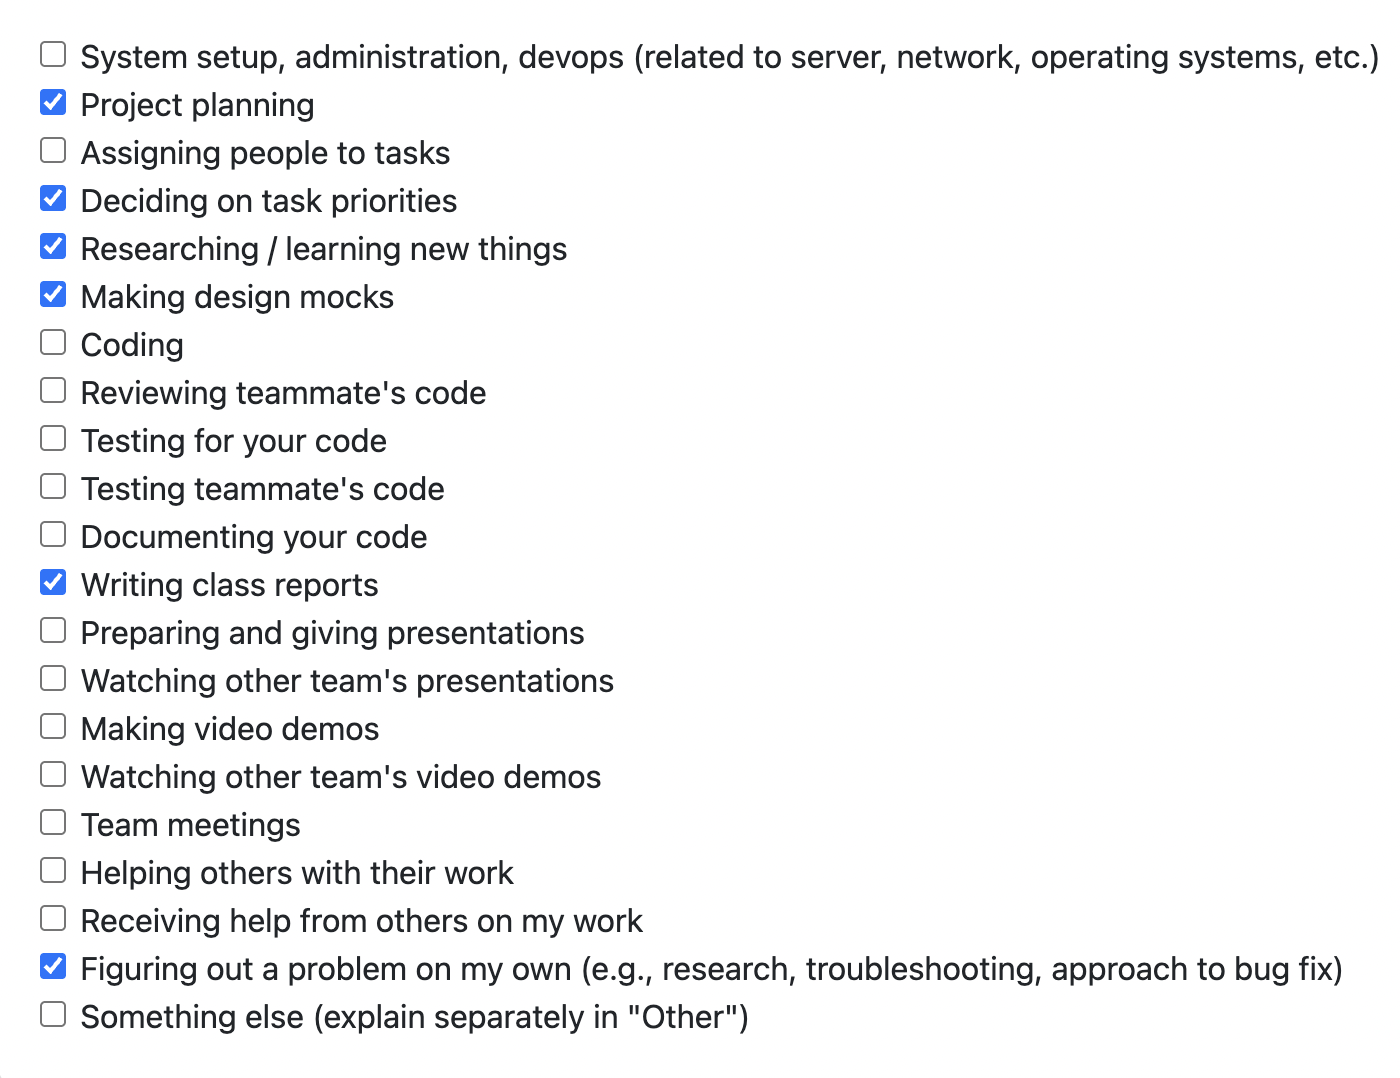 System setup, administration, devops (related to server, network, operating systems, etc.)
Project planning
Assigning people to tasks
Deciding on task priorities
Researching / learning new things
Making design mocks
Coding
Reviewing teammate's code
Testing for your code
Testing teammate's code
Documenting your code
Writing class reports
Preparing and giving presentations
Watching other team's presentations
Making video demos
Watching other team's video demos
Team meetings
Helping others with their work
Receiving help from others on my work
Figuring out a problem on my own (e.g., research, troubleshooting, approach to bug fix)
Something else (explain separately in "Other")